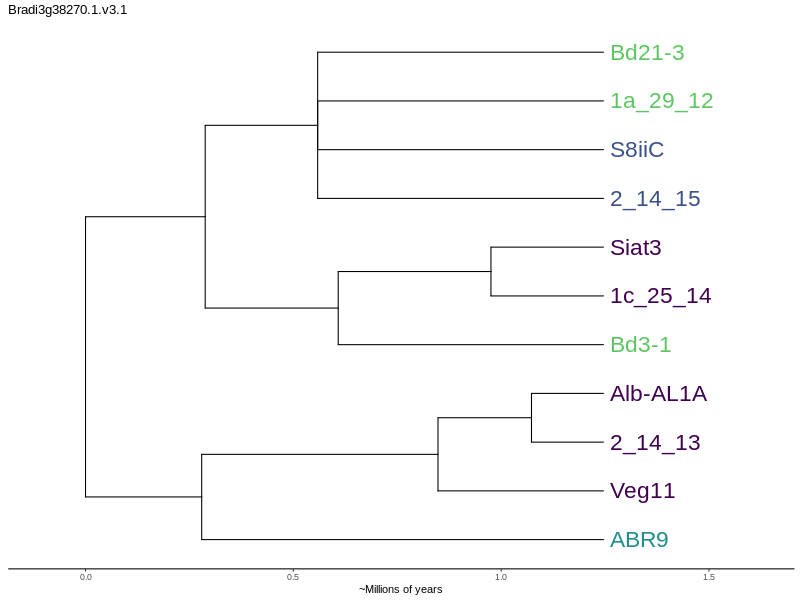 Bradi3g38270.1.v3.1
Bd21-3
1a_29_12
S8iiC
2_14_15
Siat3
1c_25_14
Bd3-1
Alb-AL1A
2_14_13
Veg11
ABR9
0.0 0.5 1.0 1.5
~Millions of years